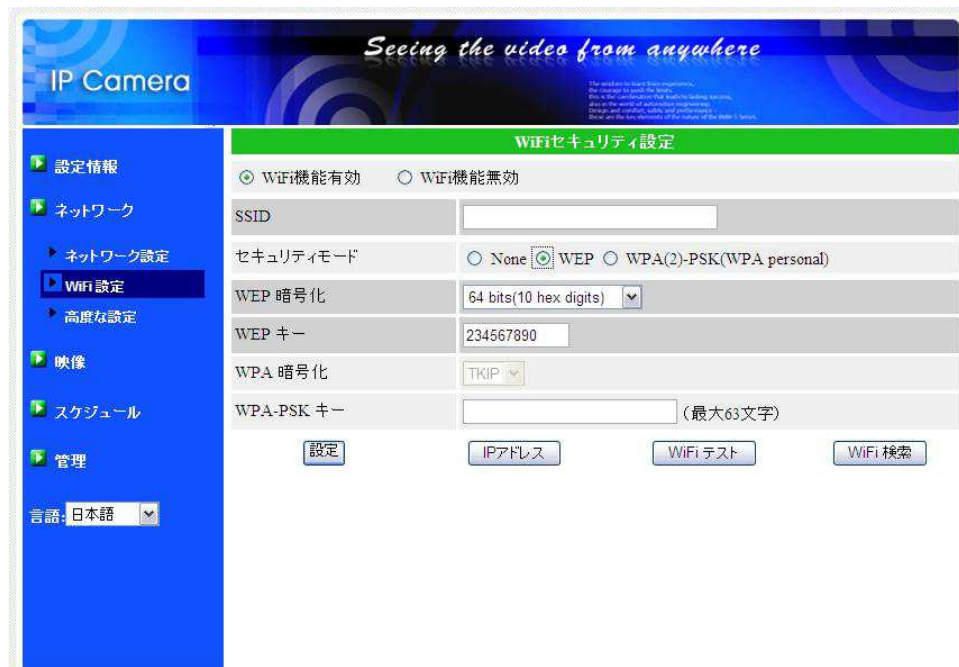 Seeing the video from anywhere
IP Camera
WiFiセキュリティ設定
設定情報
ネットワーク
ネットワーク設定
WiFi 設定
高度な設定
映像
スケジュール
管理
言語: 日本語
WiFi機能有効 WiFi機能無効
SSID
セキュリティモード None WEP WPA(2)-PSK(WPA personal)
WEP 暗号化 64 bits(10 hex digits)
WEP キー 234567890
WPA 暗号化 TKIP
WPA-PSK キー (最大63文字)
設定 IPアドレス WiFi テスト WiFi 検索